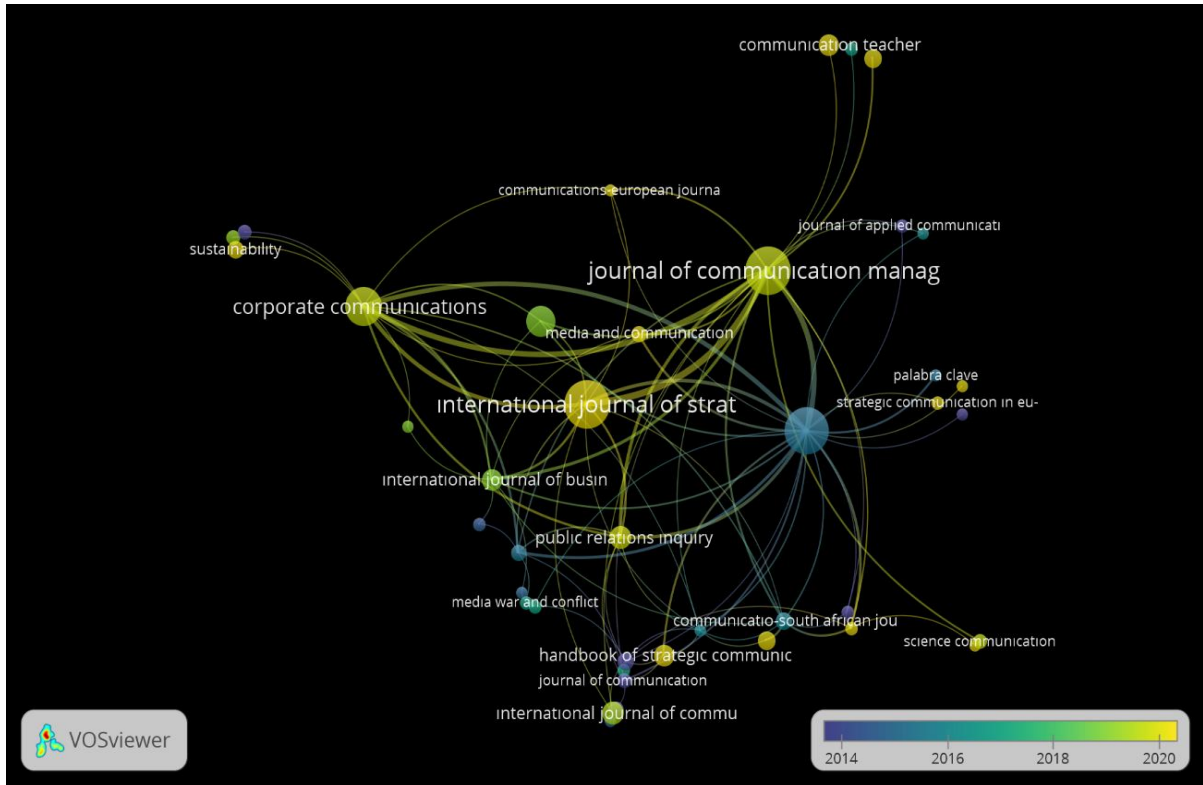 communication teacher
communications-european journa
journal of applied communicati
sustainability
journal of communication manag
corporate communications
media and communication
palabra clave
strategic communication in eu-
international journal of strat
international journal of busin
public relations inquiry
media war and conflict
communicatio-south african jou
science communication
handbook of strategic communic
journal of communication
international journal of commu
VOSviewer
2014 2016 2018 2020